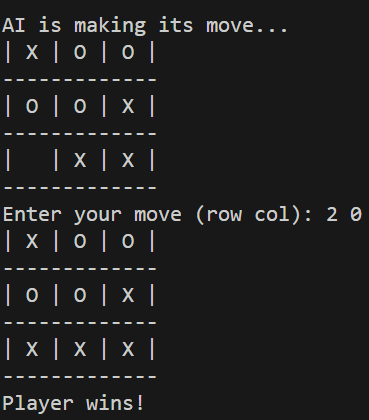 AI is making its move...
| X | O | O |
-------------
| O | O | X |
-------------
|   | X | X |
-------------
Enter your move (row col): 2 0
| X | O | O |
-------------
| O | O | X |
-------------
| X | X | X |
-------------
Player wins!